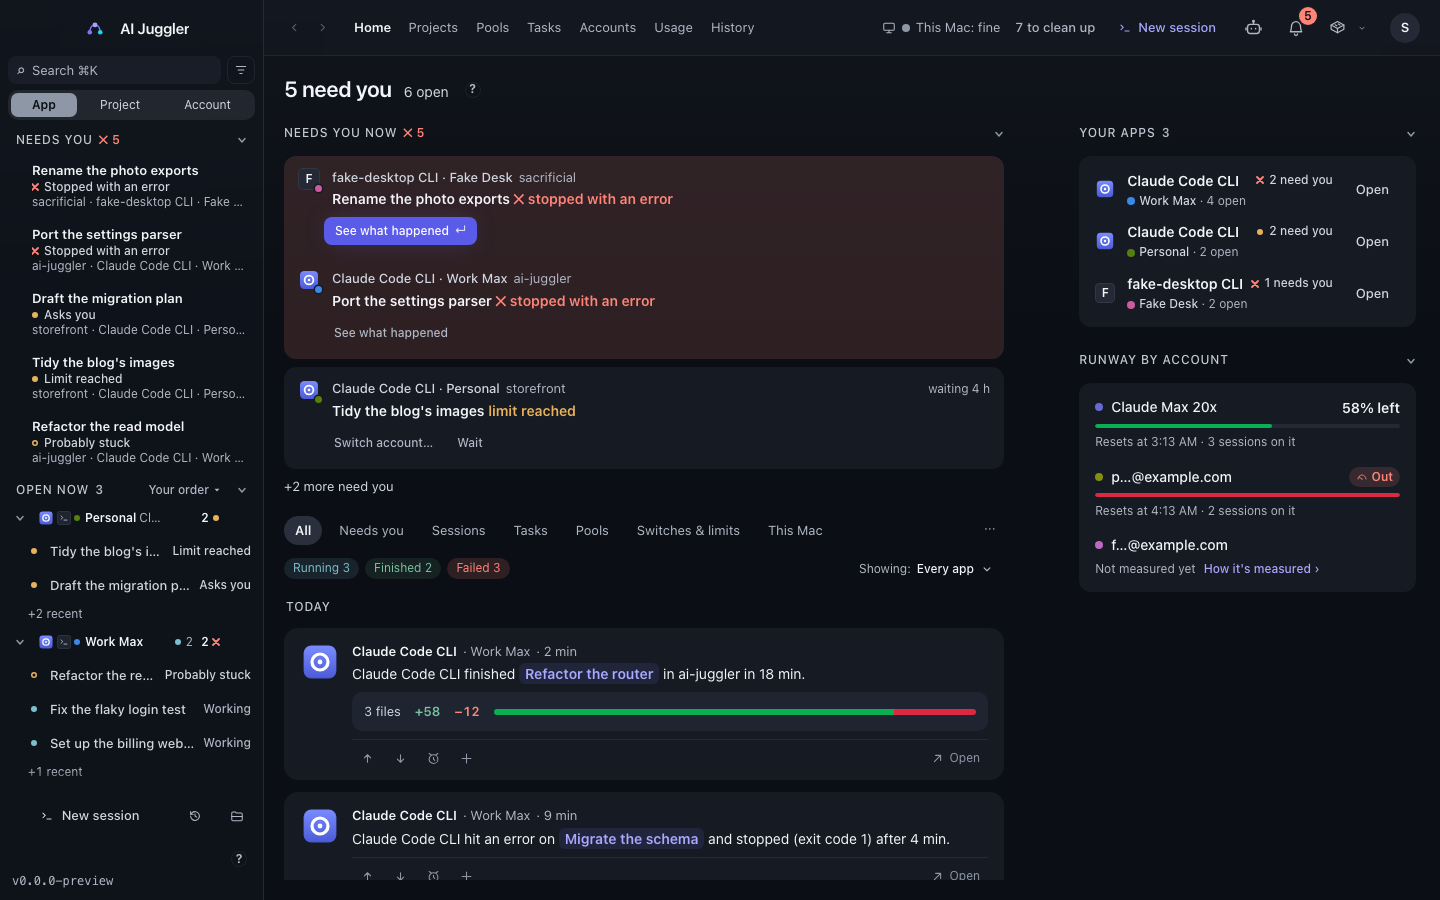 AI Juggler
Search ⌘K
App Project Account
NEEDS YOU 5
Rename the photo exports
Stopped with an error
sacrificial · fake-desktop CLI · Fake ...
Port the settings parser
Stopped with an error
ai-juggler · Claude Code CLI · Work ...
Draft the migration plan
Asks you
storefront · Claude Code CLI · Perso...
Tidy the blog's images
Limit reached
storefront · Claude Code CLI · Perso...
Refactor the read model
Probably stuck
ai-juggler · Claude Code CLI · Work ...
OPEN NOW 3 Your order
Personal Cl... 2
Tidy the blog's i... Limit reached
Draft the migration p... Asks you
+2 recent
Work Max 2 2
Refactor the re... Probably stuck
Fix the flaky login test Working
Set up the billing web... Working
+1 recent
New session
?
v0.0.0-preview
Home Projects Pools Tasks Accounts Usage History
This Mac: fine 7 to clean up New session 5 S
5 need you 6 open ?
NEEDS YOU NOW 5
F fake-desktop CLI · Fake Desk sacrificial
Rename the photo exports stopped with an error
See what happened
Claude Code CLI · Work Max ai-juggler
Port the settings parser stopped with an error
See what happened
Claude Code CLI · Personal storefront waiting 4 h
Tidy the blog's images limit reached
Switch account... Wait
+2 more need you
All Needs you Sessions Tasks Pools Switches & limits This Mac ...
Running 3 Finished 2 Failed 3 Showing: Every app
TODAY
Claude Code CLI · Work Max · 2 min
Claude Code CLI finished Refactor the router in ai-juggler in 18 min.
3 files +58 −12
Open
Claude Code CLI · Work Max · 9 min
Claude Code CLI hit an error on Migrate the schema and stopped (exit code 1) after 4 min.
Open
YOUR APPS 3
Claude Code CLI 2 need you Open
Work Max · 4 open
Claude Code CLI 2 need you Open
Personal · 2 open
F fake-desktop CLI 1 needs you Open
Fake Desk · 2 open
RUNWAY BY ACCOUNT
Claude Max 20x 58% left
Resets at 3:13 AM · 3 sessions on it
p...@example.com Out
Resets at 4:13 AM · 2 sessions on it
f...@example.com
Not measured yet How it's measured ›